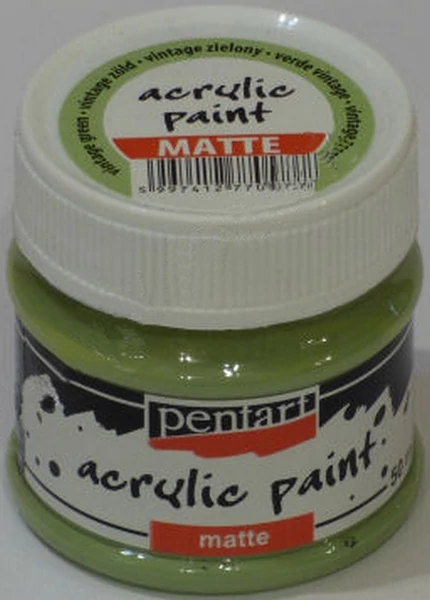 vintage green • vintage zöld • vintage zielony • verde vintage •
acrylic
paint
MATTE
pentart
acrylic paint
matte